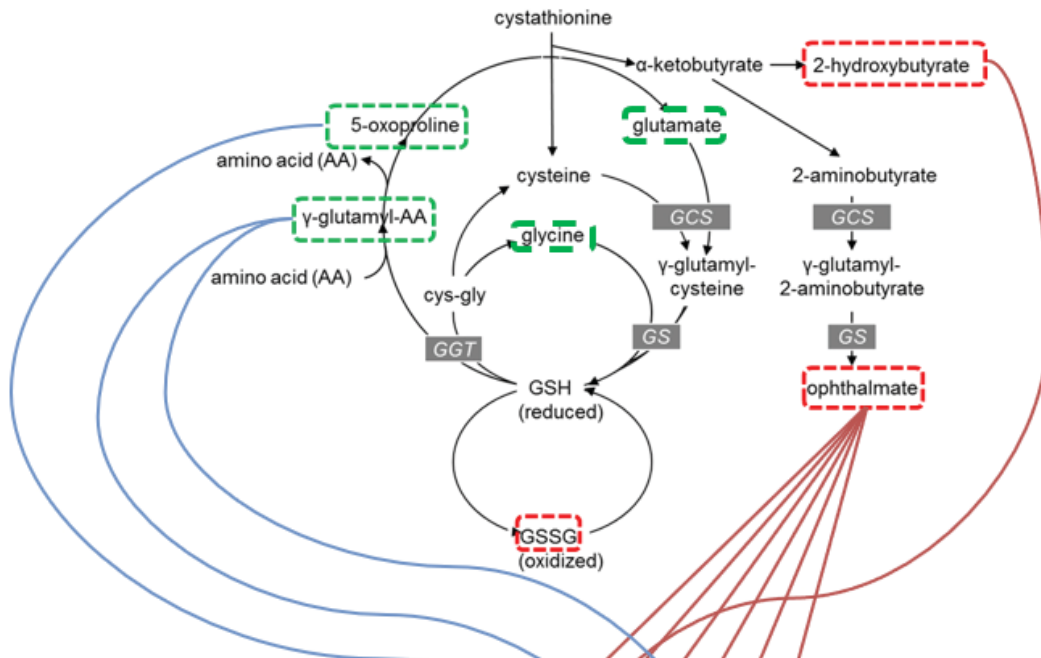 cystathionine
α-ketobutyrate
2-hydroxybutyrate
5-oxoproline
glutamate
amino acid (AA)
cysteine
2-aminobutyrate
γ-glutamyl-AA
GCS
GCS
glycine
amino acid (AA)
cys-gly
γ-glutamyl-
cysteine
γ-glutamyl-
2-aminobutyrate
GGT
GS
GS
GSH
(reduced)
ophthalmate
GSSG
(oxidized)